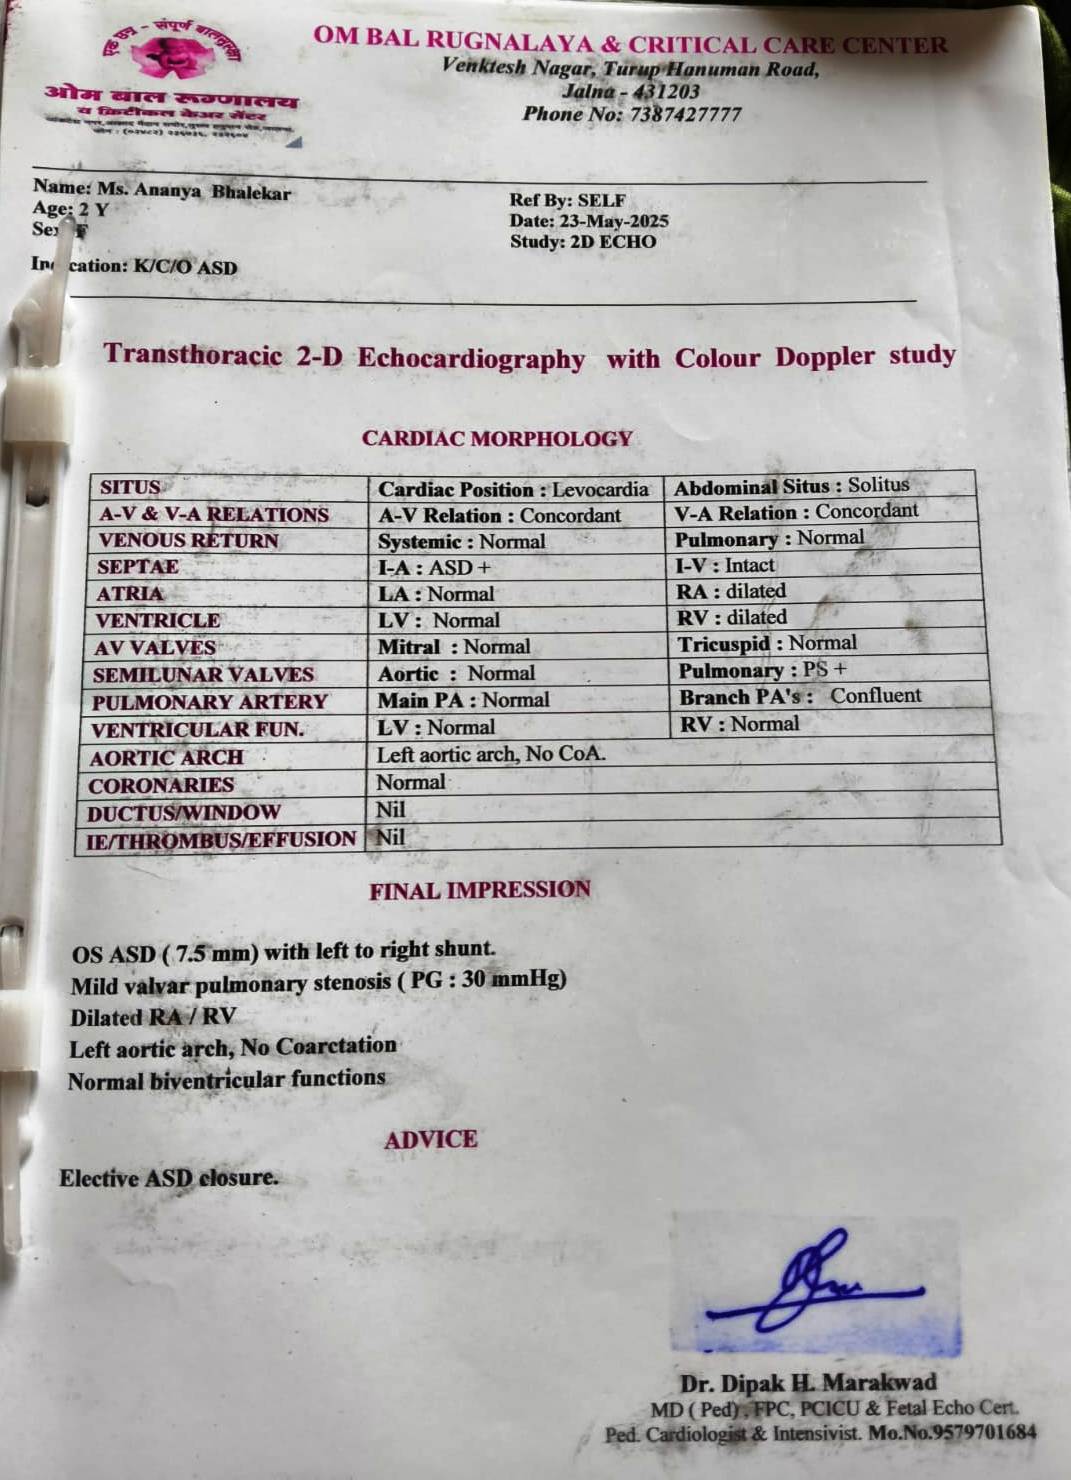 एक छत्र - संपूर्ण बालसुरक्षा
ओम बाल रूग्णालय
व क्रिटीकल केअर सेंटर
OM BAL RUGNALAYA & CRITICAL CARE CENTER
Venktesh Nagar, Turup Hanuman Road,
Jalna - 431203
Phone No: 7387427777
Name: Ms. Ananya Bhalekar
Age: 2 Y
F
K/C/O ASD
Ref By: SELF
Date: 23-May-2025
Study: 2D ECHO
Transthoracic 2-D Echocardiography with Colour Doppler study
CARDIAC MORPHOLOGY
SITUS Cardiac Position : Levocardia Abdominal Situs : Solitus
A-V & V-A RELATIONS A-V Relation : Concordant V-A Relation : Concordant
VENOUS RETURN Systemic : Normal Pulmonary : Normal
SEPTAE I-A : ASD + I-V : Intact
ATRIA LA : Normal RA : dilated
VENTRICLE LV : Normal RV : dilated
AV VALVES Mitral : Normal Tricuspid : Normal
SEMILUNAR VALVES Aortic : Normal Pulmonary : PS +
PULMONARY ARTERY Main PA : Normal Branch PA's : Confluent
VENTRICULAR FUN. LV : Normal RV : Normal
AORTIC ARCH Left aortic arch, No CoA.
CORONARIES Normal
DUCTUS/WINDOW Nil
IE/THROMBUS/EFFUSION Nil
FINAL IMPRESSION
OS ASD ( 7.5 mm) with left to right shunt.
Mild valvar pulmonary stenosis ( PG : 30 mmHg)
Dilated RA / RV
Left aortic arch, No Coarctation
Normal biventricular functions
ADVICE
Elective ASD closure.
Dr. Dipak H. Marakwad
MD ( Ped) , FPC, PCICU & Fetal Echo Cert.
Ped. Cardiologist & Intensivist. Mo.No.9579701684